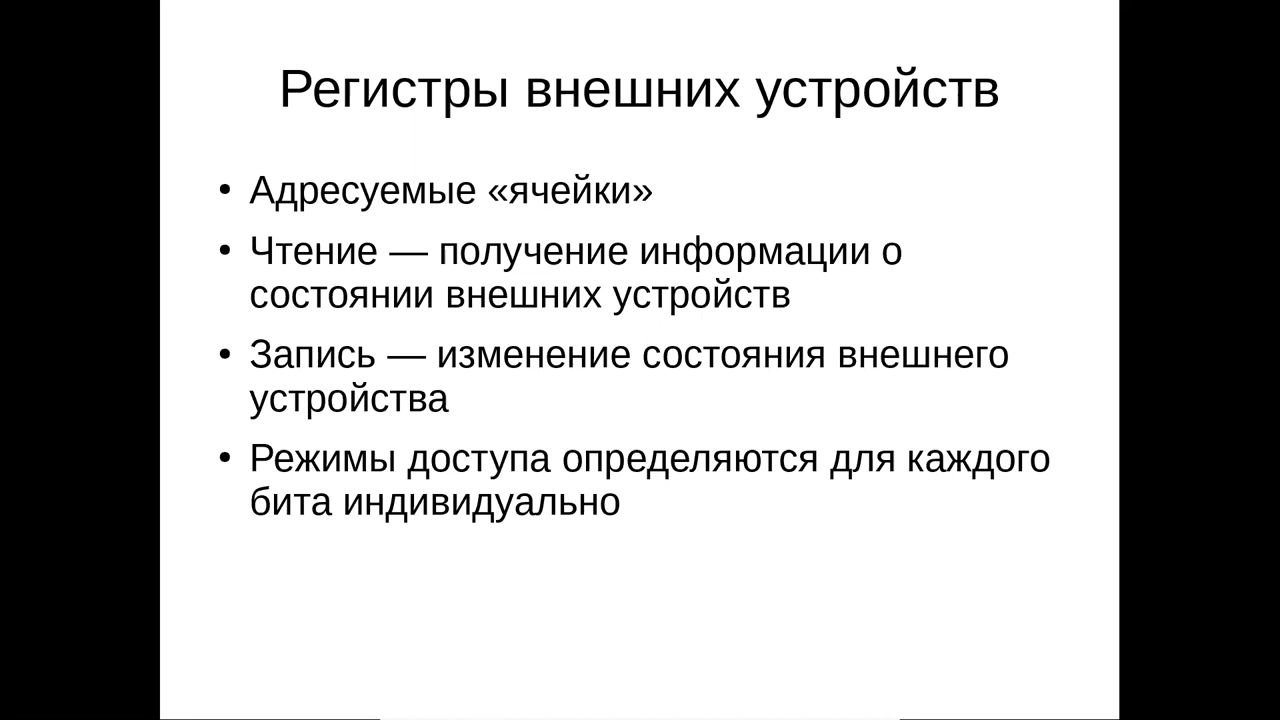 Регистры внешних устройств
• Адресуемые «ячейки»
• Чтение — получение информации о
состоянии внешних устройств
• Запись — изменение состояния внешнего
устройства
• Режимы доступа определяются для каждого
бита индивидуально